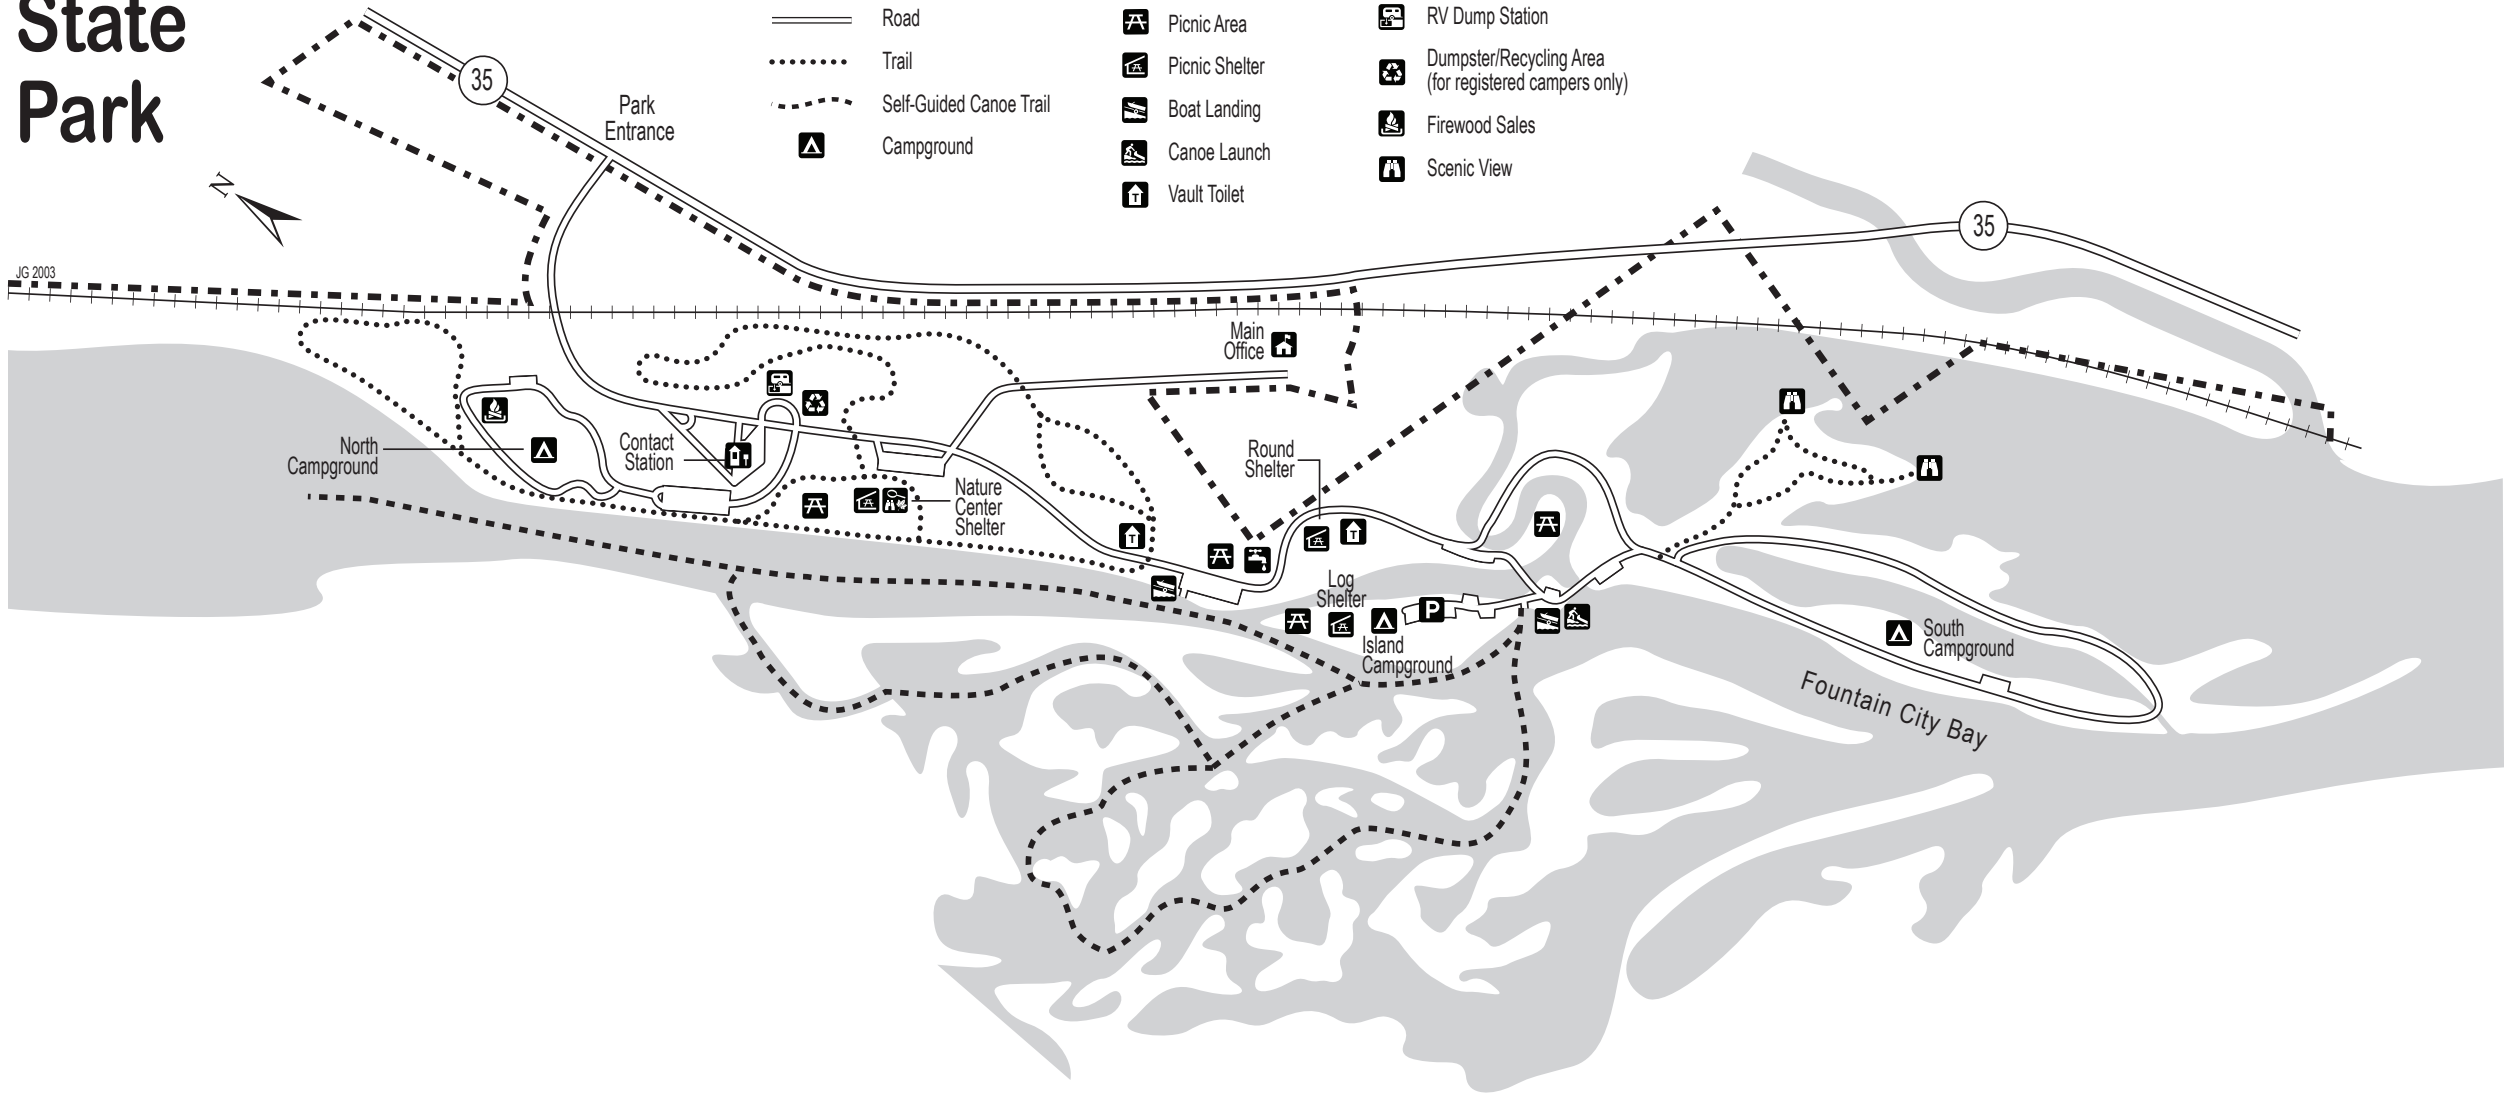 State
Park
Road
Trail
Self-Guided Canoe Trail
Campground
Picnic Area
Picnic Shelter
Boat Landing
Canoe Launch
Vault Toilet
T
RV Dump Station
Dumpster/Recycling Area
(for registered campers only)
Firewood Sales
Scenic View
35
Park
Entrance
N
JG 2003
35
Main
Office
North
Campground
Contact
Station
Nature
Center
Shelter
T
Round
Shelter
T
Log
Shelter
P
Island
Campground
South
Campground
Fountain City Bay